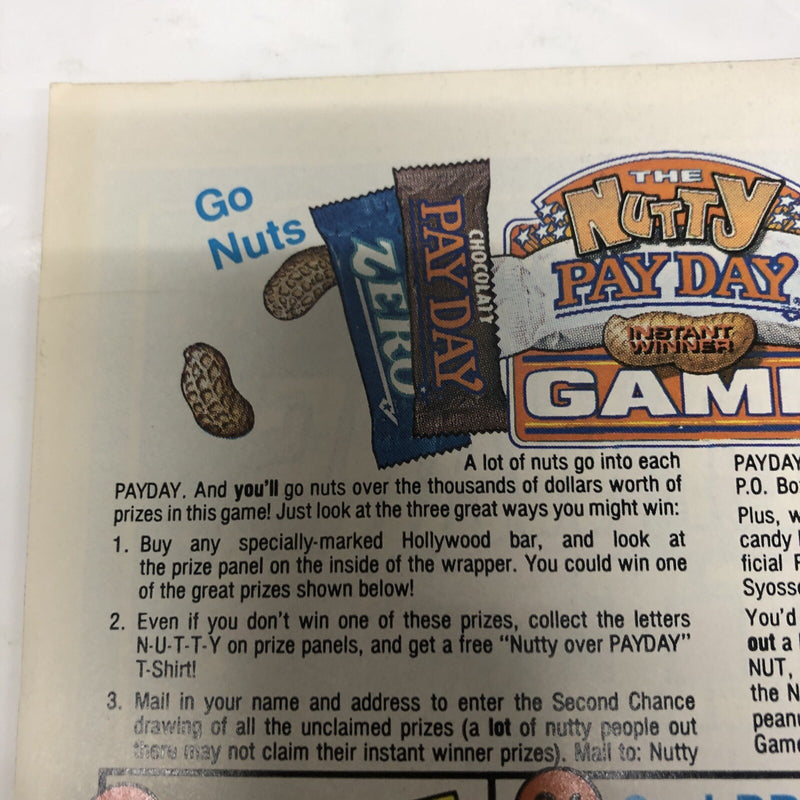 Go
Nuts
ZERO
CHOCOLATY
PAY DAY
THE
NUTTY
PAY DAY
INSTANT
WINNER!
A lot of nuts go into each
PAYDAY. And you'll go nuts over the thousands of dollars worth of
prizes in this game! Just look at the three great ways you might win:
1. Buy any specially-marked Hollywood bar, and look at
the prize panel on the inside of the wrapper. You could win one
of the great prizes shown below!
2. Even if you don't win one of these prizes, collect the letters
N-U-T-T-Y on prize panels, and get a free "Nutty over PAYDAY"
T-Shirt!
3. Mail in your name and address to enter the Second Chance
drawing of all the unclaimed prizes (a lot of nutty people out
there may not claim their instant winner prizes). Mail to: Nutty
PAYDAY
P.O.
Plus,
candy
Syosse
You'd
out a
NUT,
the N